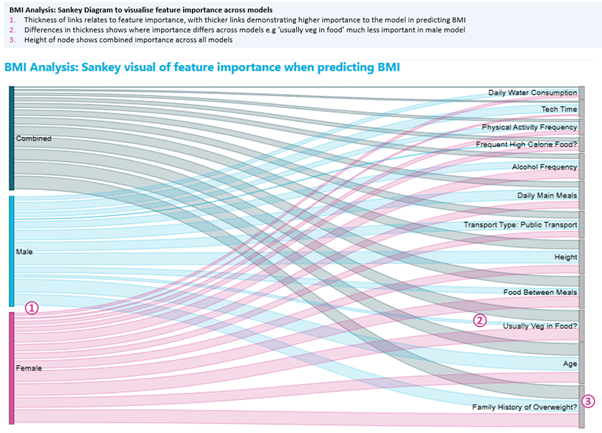 BMI Analysis: Sankey Diagram to visualise feature importance across models
1. Thickness of links relates to feature importance, with thicker links demonstrating higher importance to the model in predicting BMI
2. Differences in thickness shows where importance differs across models e.g 'usually veg in food' much less important in male model
3. Height of node shows combined importance across all models
BMI Analysis: Sankey visual of feature importance when predicting BMI
Daily Water Consumption
Tech Time
Physical Activity Frequency
Combined
Frequent High Calorie Food?
Alcohol Frequency
Daily Main Meals
Transport Type: Public Transport
Male
Height
Food Between Meals
1
2
Usually Veg in Food?
Age
Female
3
Family History of Overweight?